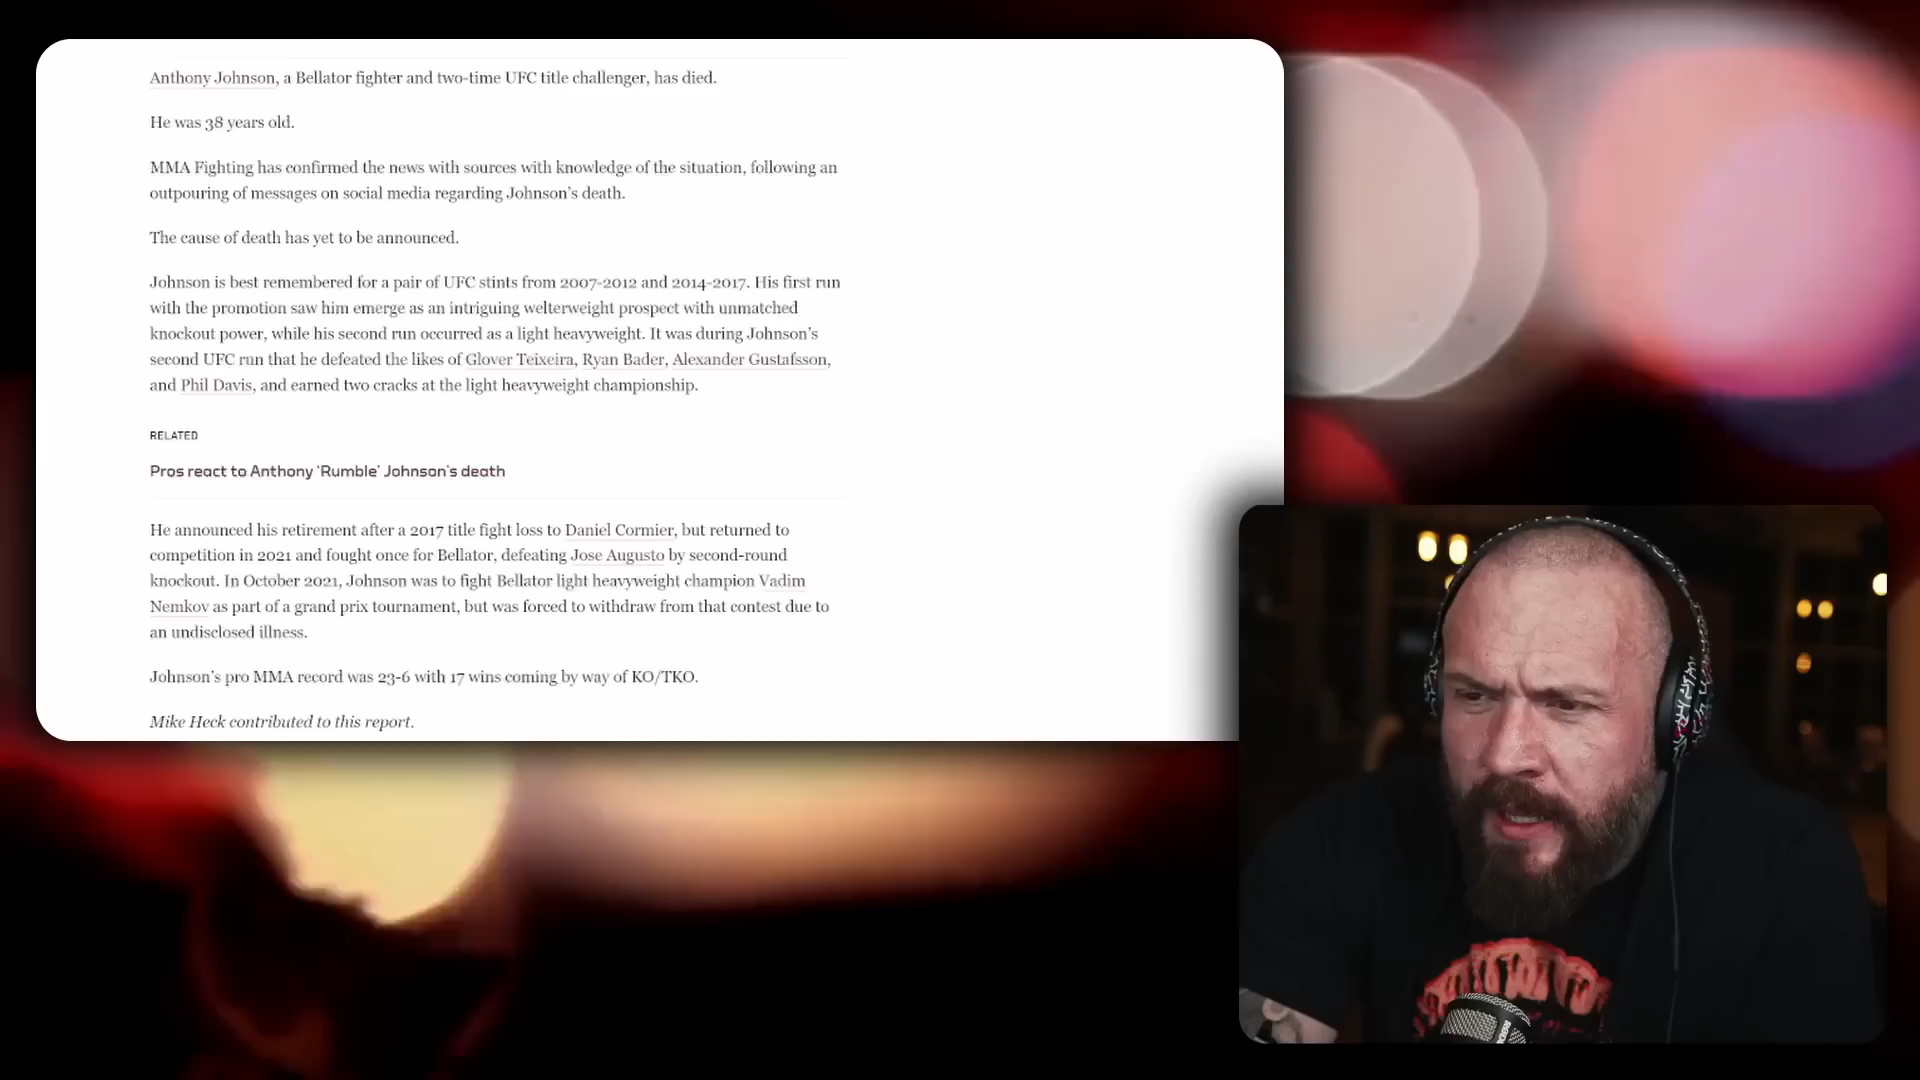 Anthony Johnson, a Bellator fighter and two-time UFC title challenger, has died.
He was 38 years old.
MMA Fighting has confirmed the news with sources with knowledge of the situation, following an
outpouring of messages on social media regarding Johnson's death.
The cause of death has yet to be announced.
Johnson is best remembered for a pair of UFC stints from 2007-2012 and 2014-2017. His first run
with the promotion saw him emerge as an intriguing welterweight prospect with unmatched
knockout power, while his second run occurred as a light heavyweight. It was during Johnson's
second UFC run that he defeated the likes of Glover Teixeira, Ryan Bader, Alexander Gustafsson,
and Phil Davis, and earned two cracks at the light heavyweight championship.
RELATED
Pros react to Anthony 'Rumble' Johnson's death
He announced his retirement after a 2017 title fight loss to Daniel Cormier, but returned to
competition in 2021 and fought once for Bellator, defeating Jose Augusto by second-round
knockout. In October 2021, Johnson was to fight Bellator light heavyweight champion Vadim
Nemkov as part of a grand prix tournament, but was forced to withdraw from that contest due to
an undisclosed illness.
Johnson's pro MMA record was 23-6 with 17 wins coming by way of KO/TKO.
Mike Heck contributed to this report.